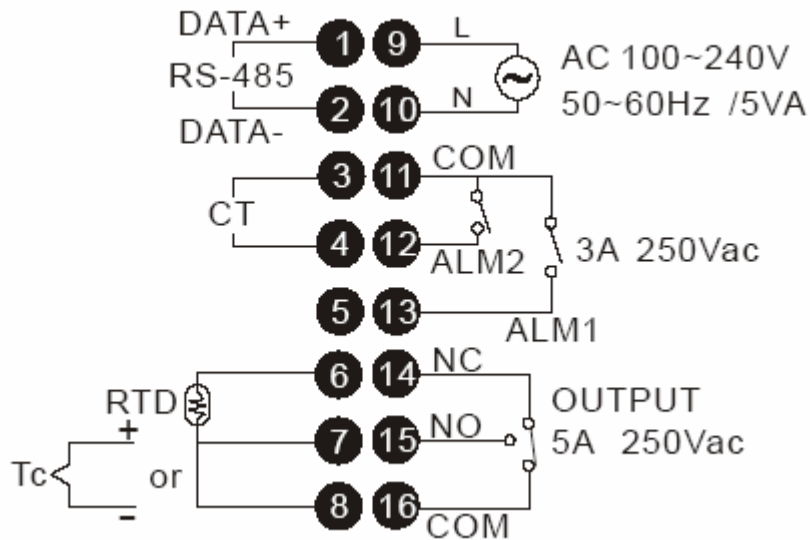 DATA+ 1 9 L
RS-485 AC 100~240V
2 10 N 50~60Hz /5VA
DATA-
3 11 COM
CT
4 12 ALM2 3A 250Vac
5 13 ALM1
6 14 NC
RTD OUTPUT
+ 7 15 NO 5A 250Vac
Tc or
- 8 16 COM